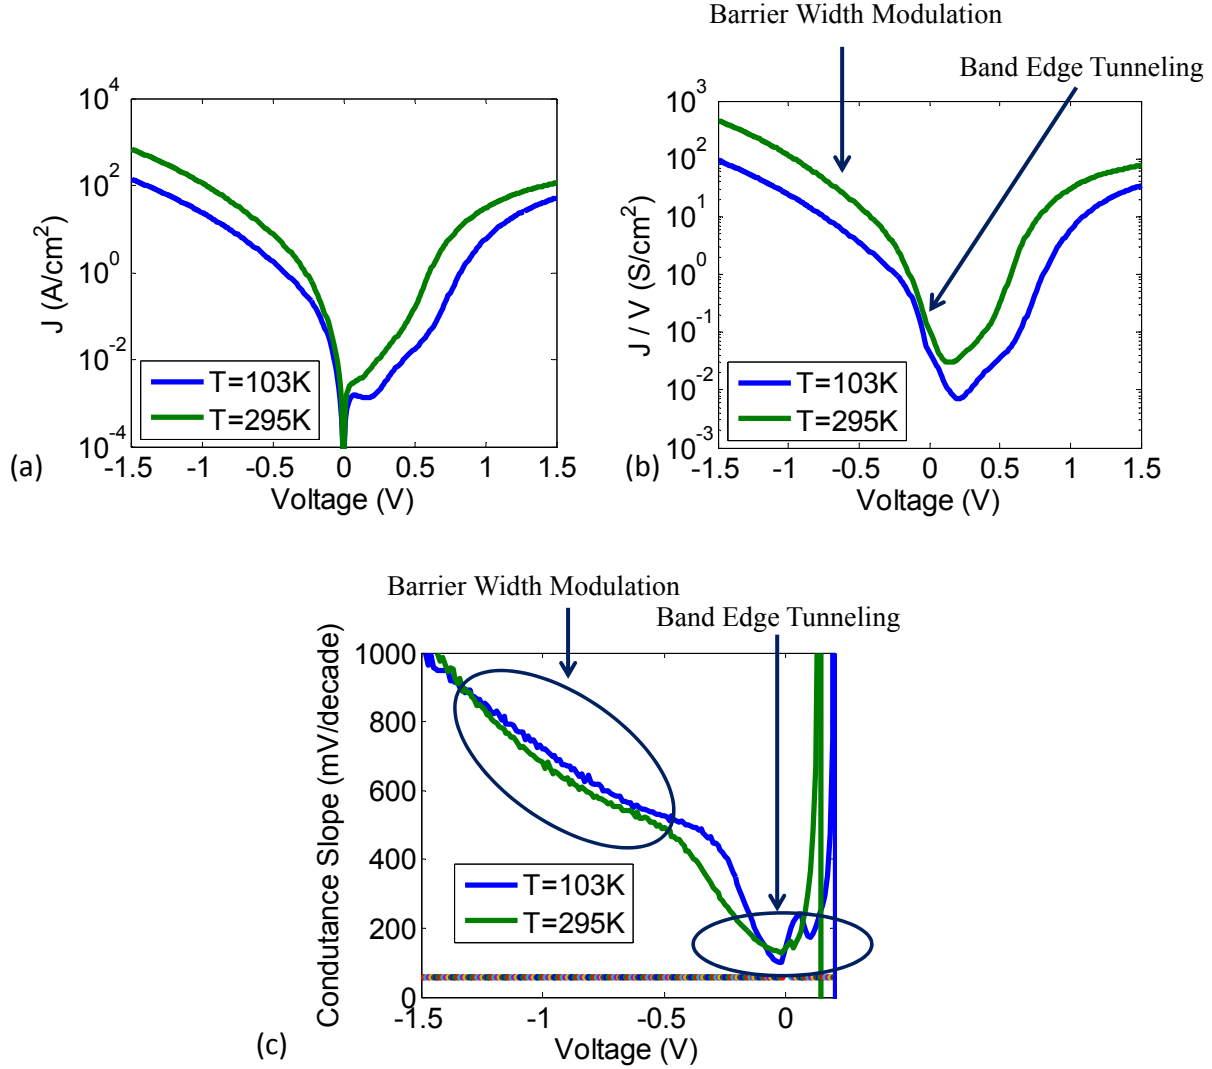 Barrier Width Modulation
Band Edge Tunneling
10^4
10^2
10^0
10^-2
10^-4
J (A/cm^2)
T=103K
T=295K
-1.5 -1 -0.5 0 0.5 1 1.5
Voltage (V)
(a)
10^3
10^2
10^1
10^0
10^-1
10^-2
10^-3
J / V (S/cm^2)
T=103K
T=295K
-1.5 -1 -0.5 0 0.5 1 1.5
Voltage (V)
(b)
Barrier Width Modulation
Band Edge Tunneling
1000
800
600
400
200
0
Condutance Slope (mV/decade)
T=103K
T=295K
-1.5 -1 -0.5 0
Voltage (V)
(c)